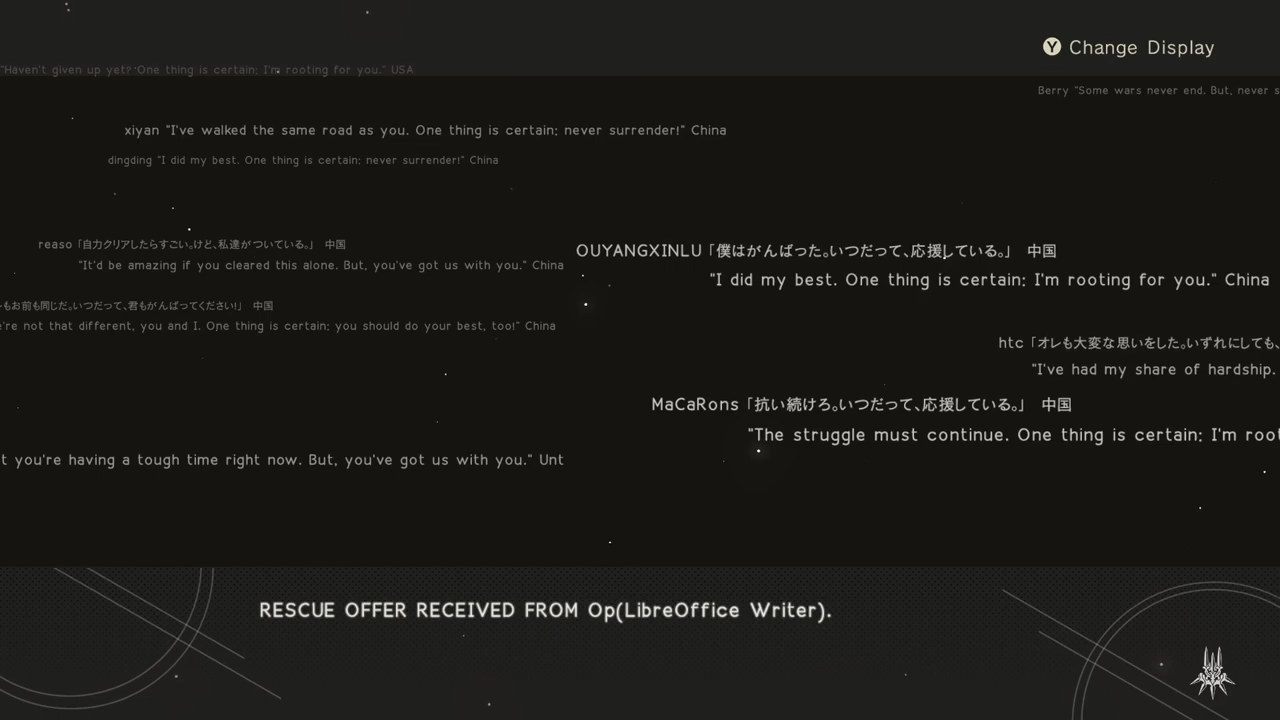 Y Change Display
"Haven't given up yet? One thing is certain: I'm rooting for you." USA
Berry "Some wars never end. But, never s
xiyan "I've walked the same road as you. One thing is certain: never surrender!" China
dingding "I did my best. One thing is certain: never surrender!" China
reaso「自力クリアしたらすごい。けど、私達がついている。」 中国
"It'd be amazing if you cleared this alone. But, you've got us with you." China
OUYANGXINLU「僕はがんばった。いつだって、応援している。」 中国
"I did my best. One thing is certain: I'm rooting for you." China
もお前も同じだ。いつだって、君もがんばってください!」 中国
're not that different, you and I. One thing is certain: you should do your best, too!" China
htc「オレも大変な思いをした。いずれにしても、
"I've had my share of hardship.
MaCaRons「抗い続けろ。いつだって、応援している。」 中国
"The struggle must continue. One thing is certain: I'm root
t you're having a tough time right now. But, you've got us with you." Unt
RESCUE OFFER RECEIVED FROM Op(LibreOffice Writer).